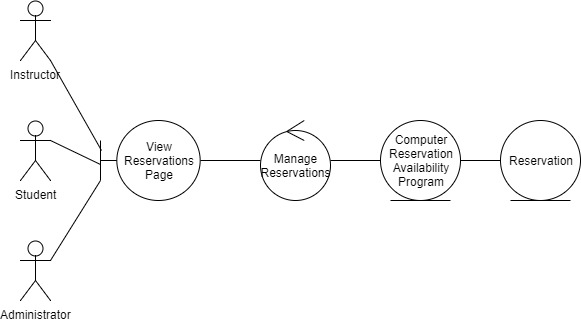 Instructor
Student
Administrator
View
Reservations
Page
Manage
Reservations
Computer
Reservation
Availability
Program
Reservation